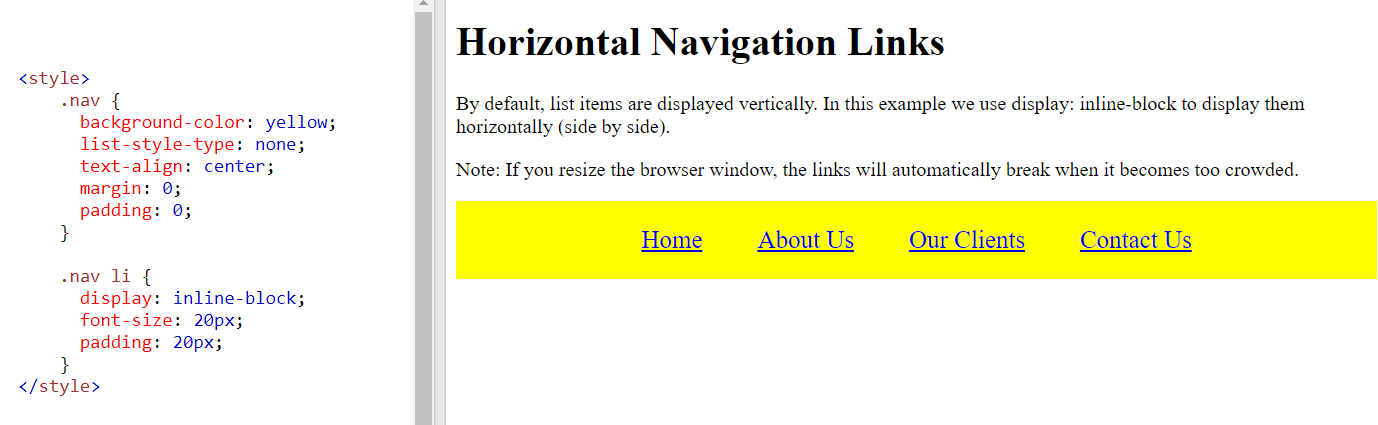 <style>
.nav {
background-color: yellow;
list-style-type: none;
text-align: center;
margin: 0;
padding: 0;
}
.nav li {
display: inline-block;
font-size: 20px;
padding: 20px;
}
</style>
Horizontal Navigation Links
By default, list items are displayed vertically. In this example we use display: inline-block to display them
horizontally (side by side).
Note: If you resize the browser window, the links will automatically break when it becomes too crowded.
Home About Us Our Clients Contact Us